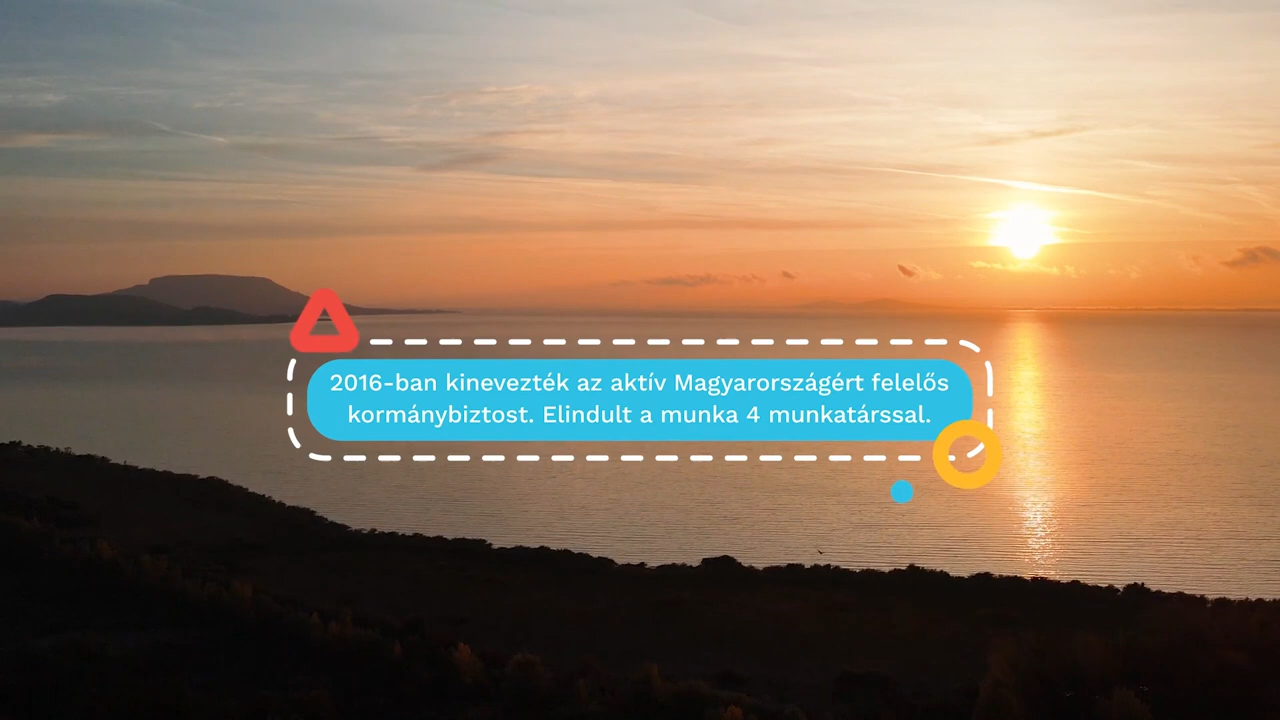 2016-ban kinevezték az aktív Magyarországért felelős
kormánybiztost. Elindult a munka 4 munkatárssal.